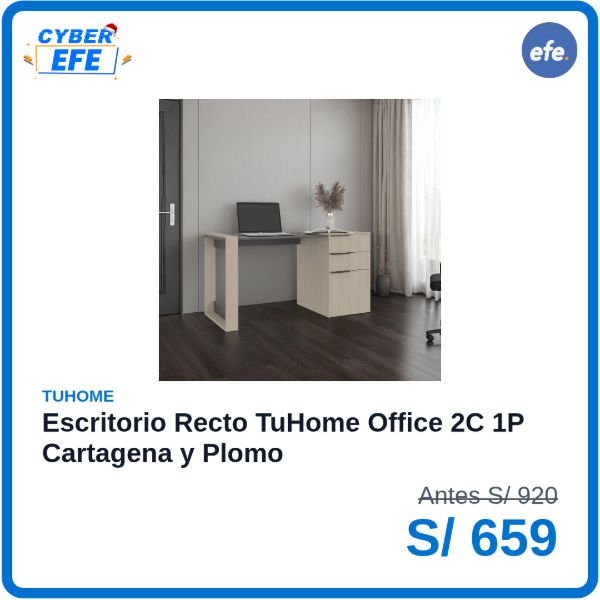 CYBER
EFE
efe.
TUHOME
Escritorio Recto TuHome Office 2C 1P
Cartagena y Plomo
Antes S/ 920
S/ 659